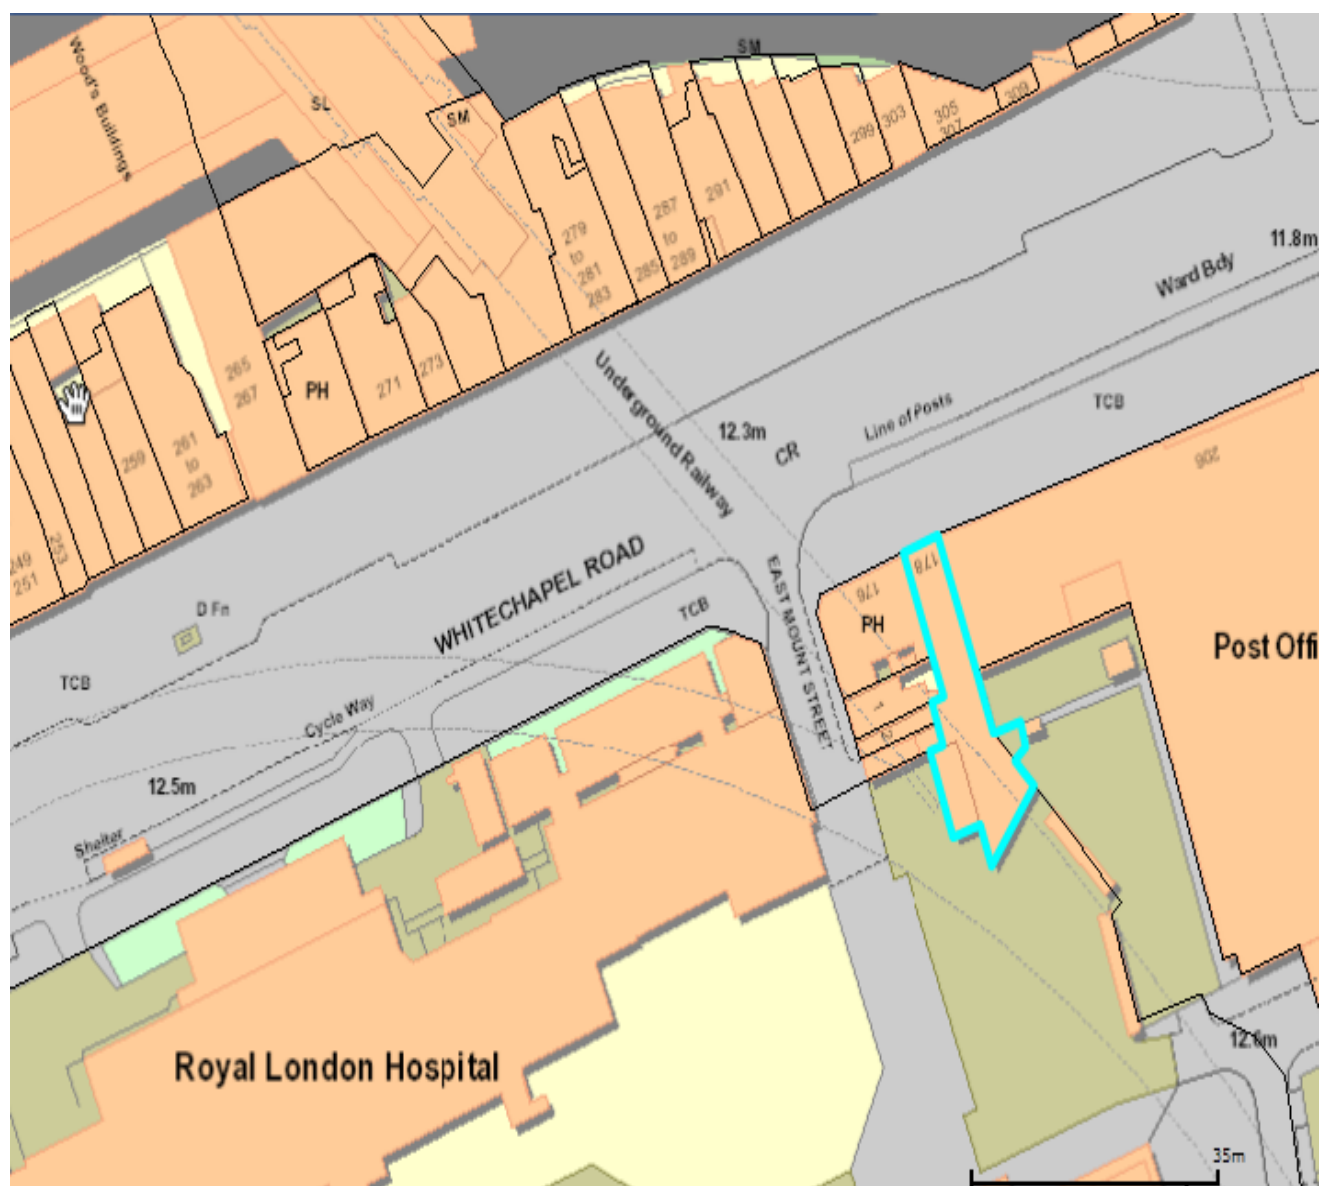 SM
Wood's Buildings
SL
SM
309
305
307
303
299
291
287
to
289
285
279
to
281
283
11.8m
Ward Bdy
265
267
PH
271
273
Underground Railway
Line of Posts
TCB
12.3m
CR
206
261
to
263
259
253
249
251
WHITECHAPEL ROAD
EAST MOUNT STREET
178
176
PH
D Fn
TCB
Post Offi
TCB
1
2
Cycle Way
12.5m
Shelter
Royal London Hospital
12.6m
35m